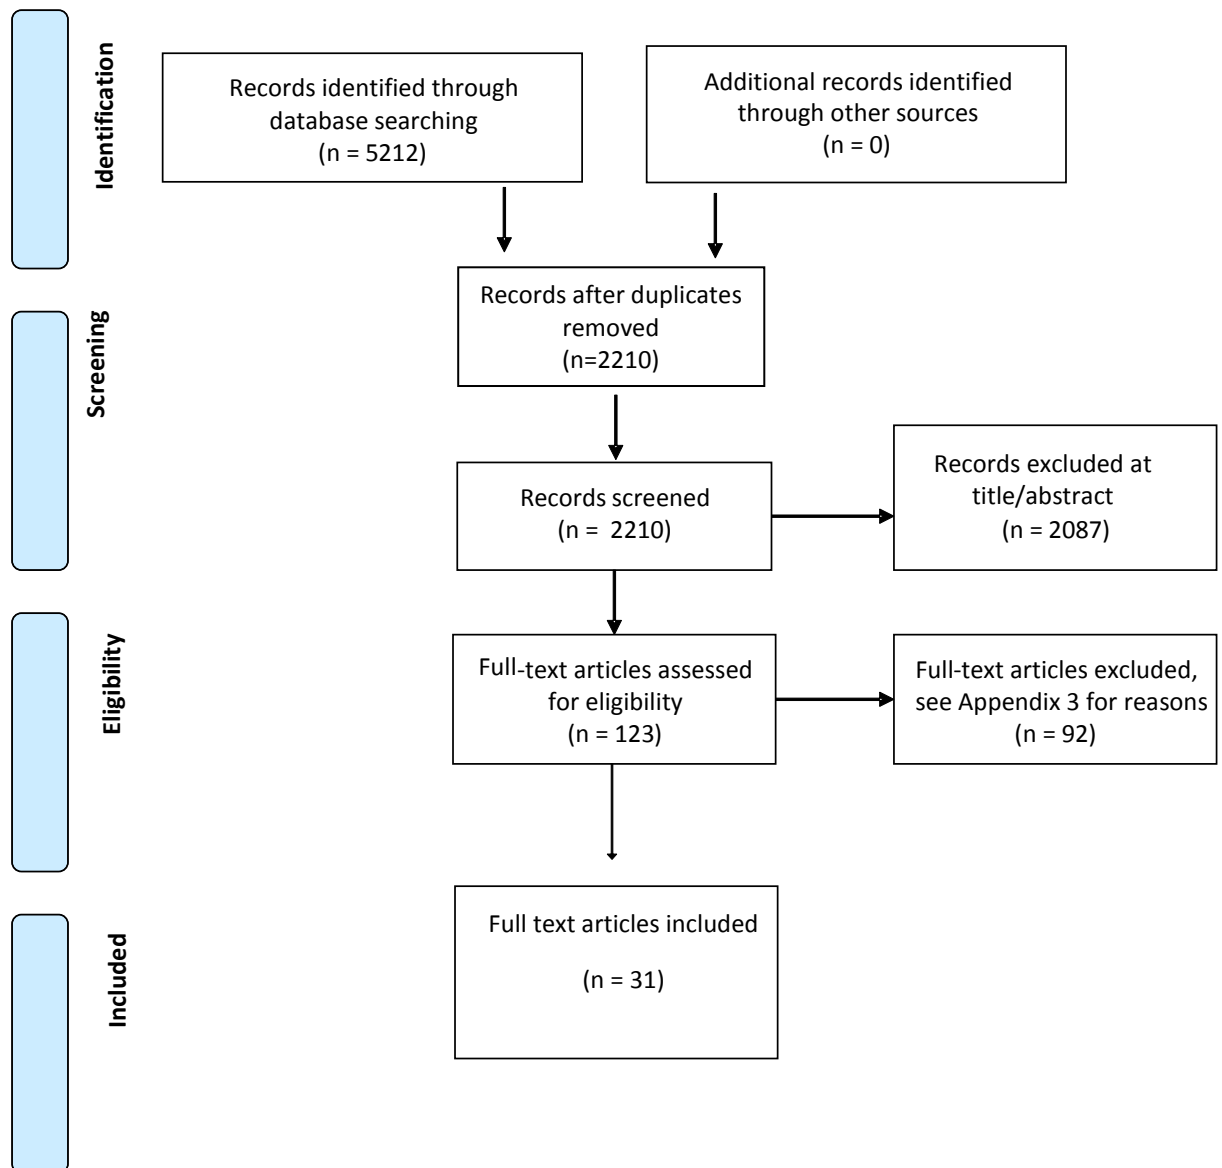 Identification
Records identified through
database searching
(n = 5212)
Additional records identified
through other sources
(n = 0)
Screening
Records after duplicates
removed
(n=2210)
Records screened
(n = 2210)
Records excluded at
title/abstract
(n = 2087)
Eligibility
Full-text articles assessed
for eligibility
(n = 123)
Full-text articles excluded,
see Appendix 3 for reasons
(n = 92)
Included
Full text articles included
(n = 31)